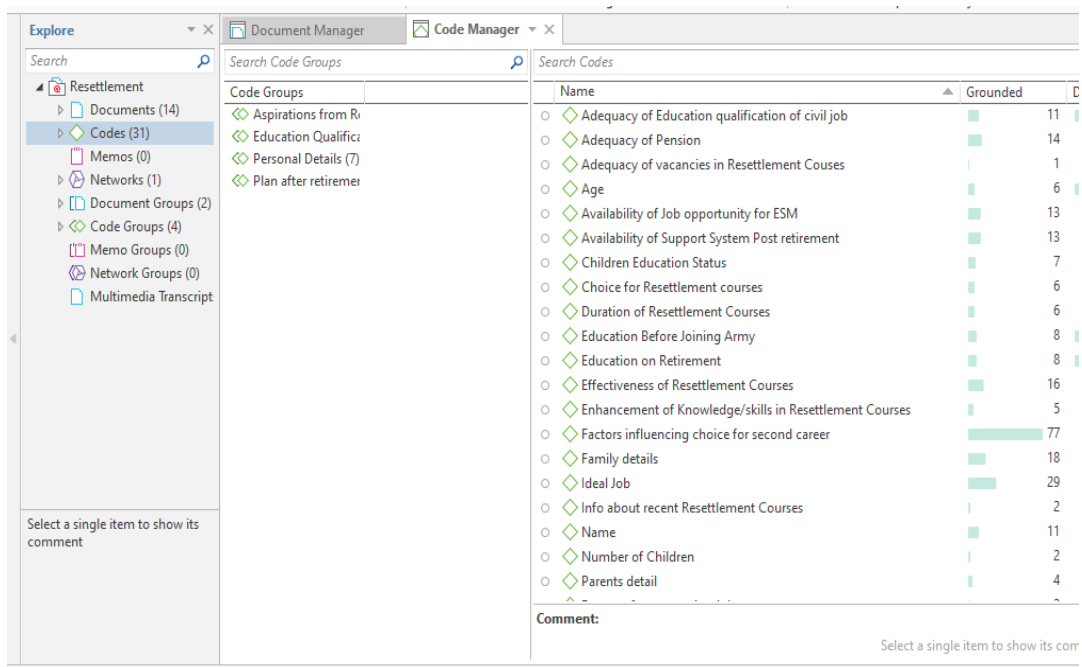 Explore
Document Manager
Code Manager
Search
Search Code Groups
Search Codes
Resettlement
Documents (14)
Codes (31)
Memos (0)
Networks (1)
Document Groups (2)
Code Groups (4)
Memo Groups (0)
Network Groups (0)
Multimedia Transcript
Select a single item to show its
comment
Code Groups
Aspirations from Re
Education Qualifica
Personal Details (7)
Plan after retiremer
Name Grounded D
Adequacy of Education qualification of civil job 11
Adequacy of Pension 14
Adequacy of vacancies in Resettlement Couses 1
Age 6
Availability of Job opportunity for ESM 13
Availability of Support System Post retirement 13
Children Education Status 7
Choice for Resettlement courses 6
Duration of Resettlement Courses 6
Education Before Joining Army 8
Education on Retirement 8
Effectiveness of Resettlement Courses 16
Enhancement of Knowledge/skills in Resettlement Courses 5
Factors influencing choice for second career 77
Family details 18
Ideal Job 29
Info about recent Resettlement Courses 2
Name 11
Number of Children 2
Parents detail 4
Comment:
Select a single item to show its com